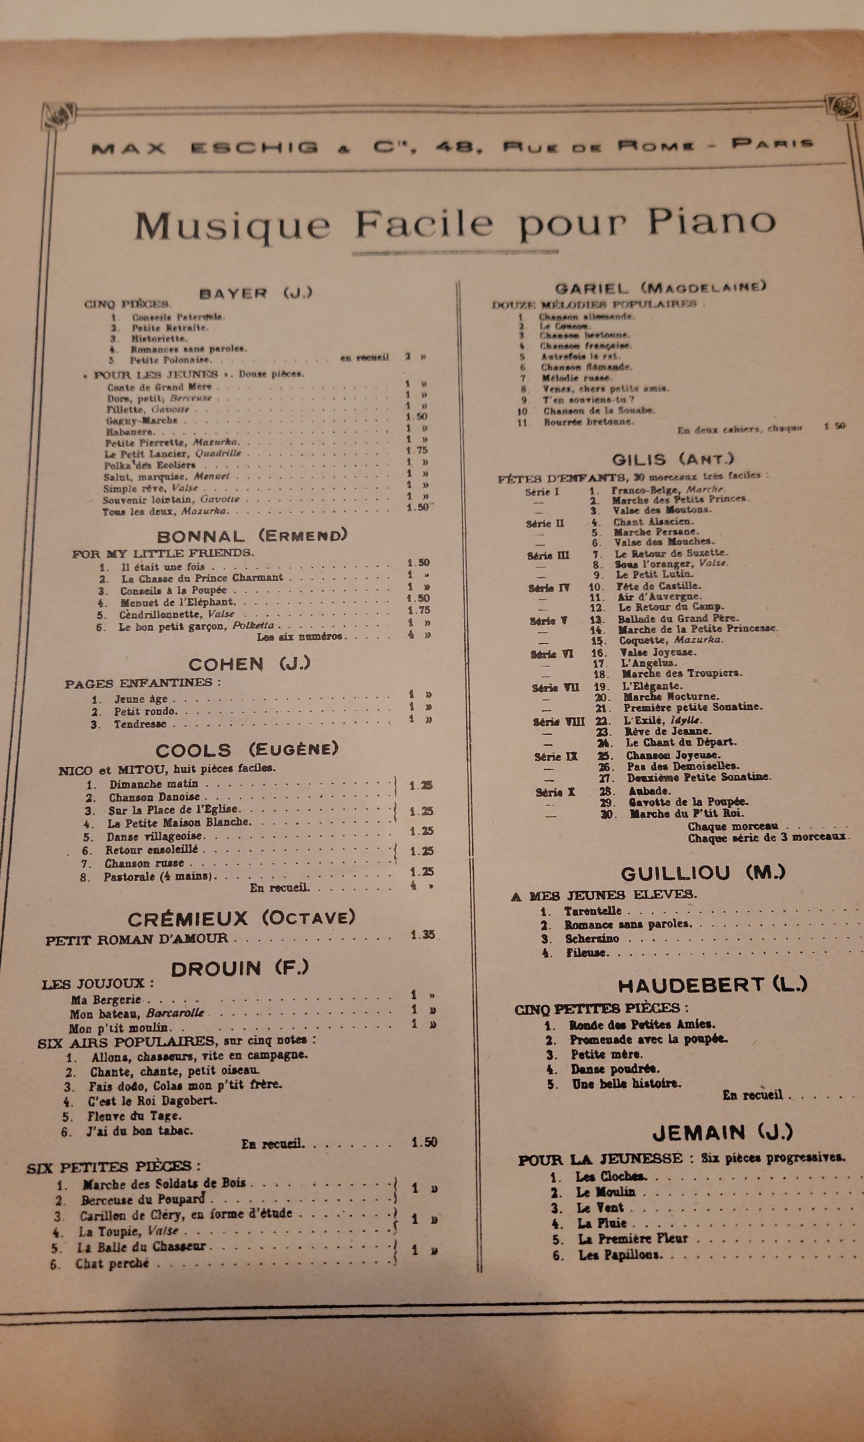 MAX ESCHIG & Cie, 48, RUE DE ROME - PARIS
Musique Facile pour Piano
BAYER (J.)
CINQ PIÈCES.
1. Conseils Paternels.
2. Petite Retraite.
3. Historiette.
4. Romances sans paroles.
5. Petite Polonaise. en recueil 3 »
« POUR LES JEUNES ». Douze pièces.
Conte de Grand Mère 1 »
Dors, petit, Berceuse 1 »
Fillette, Gavotte 1 »
Gagny-Marche 1.50
Habanera. 1 »
Petite Pierrette, Mazurka. 1 »
Le Petit Lancier, Quadrille 1 75
Polka des Ecoliers 1 »
Salut, marquise, Menuet 1 »
Simple rêve, Valse 1 »
Souvenir lointain, Gavotte 1 »
Tous les deux, Mazurka. 1.50
BONNAL (ERMEND)
FOR MY LITTLE FRIENDS.
1. Il était une fois 1.50
2. La Chasse du Prince Charmant 1 »
3. Conseils à la Poupée 1 »
4. Menuet de l'Eléphant. 1.50
5. Cendrillonnette, Valse 1.75
6. Le bon petit garçon, Polketta 1 »
Les six numéros. 4 »
COHEN (J.)
PAGES ENFANTINES :
1. Jeune âge 1 »
2. Petit rondo. 1 »
3. Tendresse 1 »
COOLS (EUGÈNE)
NICO et MITOU, huit pièces faciles.
1. Dimanche matin
2. Chanson Danoise 1.25
3. Sur la Place de l'Eglise.
4. La Petite Maison Blanche. 1.25
5. Danse villageoise. 1.25
6. Retour ensoleillé
7. Chanson russe 1.25
8. Pastorale (4 mains). 1.25
En recueil. 4 »
CRÉMIEUX (OCTAVE)
PETIT ROMAN D'AMOUR 1.35
DROUIN (F.)
LES JOUJOUX :
Ma Bergerie 1 »
Mon bateau, Barcarolle 1 »
Mon p'tit moulin. 1 »
SIX AIRS POPULAIRES, sur cinq notes :
1. Allons, chasseurs, vite en campagne.
2. Chante, chante, petit oiseau.
3. Fais dodo, Colas mon p'tit frère.
4. C'est le Roi Dagobert.
5. Fleuve du Tage.
6. J'ai du bon tabac.
En recueil. 1.50
SIX PETITES PIÈCES :
1. Marche des Soldats de Bois
2. Berceuse du Poupard 1 »
3. Carillon de Cléry, en forme d'étude
4. La Toupie, Valse 1 »
5. La Balle du Chasseur
6. Chat perché 1 »
GARIEL (MAGDELAINE)
DOUZE MÉLODIES POPULAIRES :
1 Chanson allemande.
2 Le Coucou.
3 Chanson bretonne.
4 Chanson française.
5 Autrefois le rat.
6 Chanson flamande.
7 Mélodie russe.
8 Venez, chers petits amis.
9 T'en souviens-tu ?
10 Chanson de la Souabe.
11 Bourrée bretonne.
En deux cahiers, chaque 1 50
GILIS (ANT.)
FÊTES D'ENFANTS, 30 morceaux très faciles :
Série I 1. Franco-Belge, Marche.
— 2. Marche des Petits Princes.
— 3. Valse des Moutons.
Série II 4. Chant Alsacien.
— 5. Marche Persane.
— 6. Valse des Mouches.
Série III 7. Le Retour de Suzette.
— 8. Sous l'oranger, Valse.
— 9. Le Petit Lutin.
Série IV 10. Fête de Castille.
— 11. Air d'Auvergne.
— 12. Le Retour du Camp.
Série V 13. Ballade du Grand Père.
— 14. Marche de la Petite Princesse.
— 15. Coquette, Mazurka.
Série VI 16. Valse Joyeuse.
— 17 L'Angelus.
— 18. Marche des Troupiers.
Série VII 19. L'Elégante.
— 20. Marche Nocturne.
— 21. Première petite Sonatine.
Série VIII 22. L'Exilé, Idylle.
— 23. Rêve de Jeanne.
— 24. Le Chant du Départ.
Série IX 25. Chanson Joyeuse.
— 26. Pas des Demoiselles.
— 27. Deuxième Petite Sonatine.
Série X 28. Aubade.
— 29. Gavotte de la Poupée.
— 30. Marche du P'tit Roi.
Chaque morceau
Chaque série de 3 morceaux.
GUILLIOU (M.)
A MES JEUNES ELEVES.
1. Tarentelle
2. Romance sans paroles.
3. Scherzino
4. Fileuse.
HAUDEBERT (L.)
CINQ PETITES PIÈCES :
1. Ronde des Petites Amies.
2. Promenade avec la poupée.
3. Petite mère.
4. Danse poudrée.
5. Une belle histoire.
En recueil
JEMAIN (J.)
POUR LA JEUNESSE : Six pièces progressives.
1. Les Cloches.
2. Le Moulin
3. Le Vent
4. La Pluie
5. La Première Fleur
6. Les Papillons.